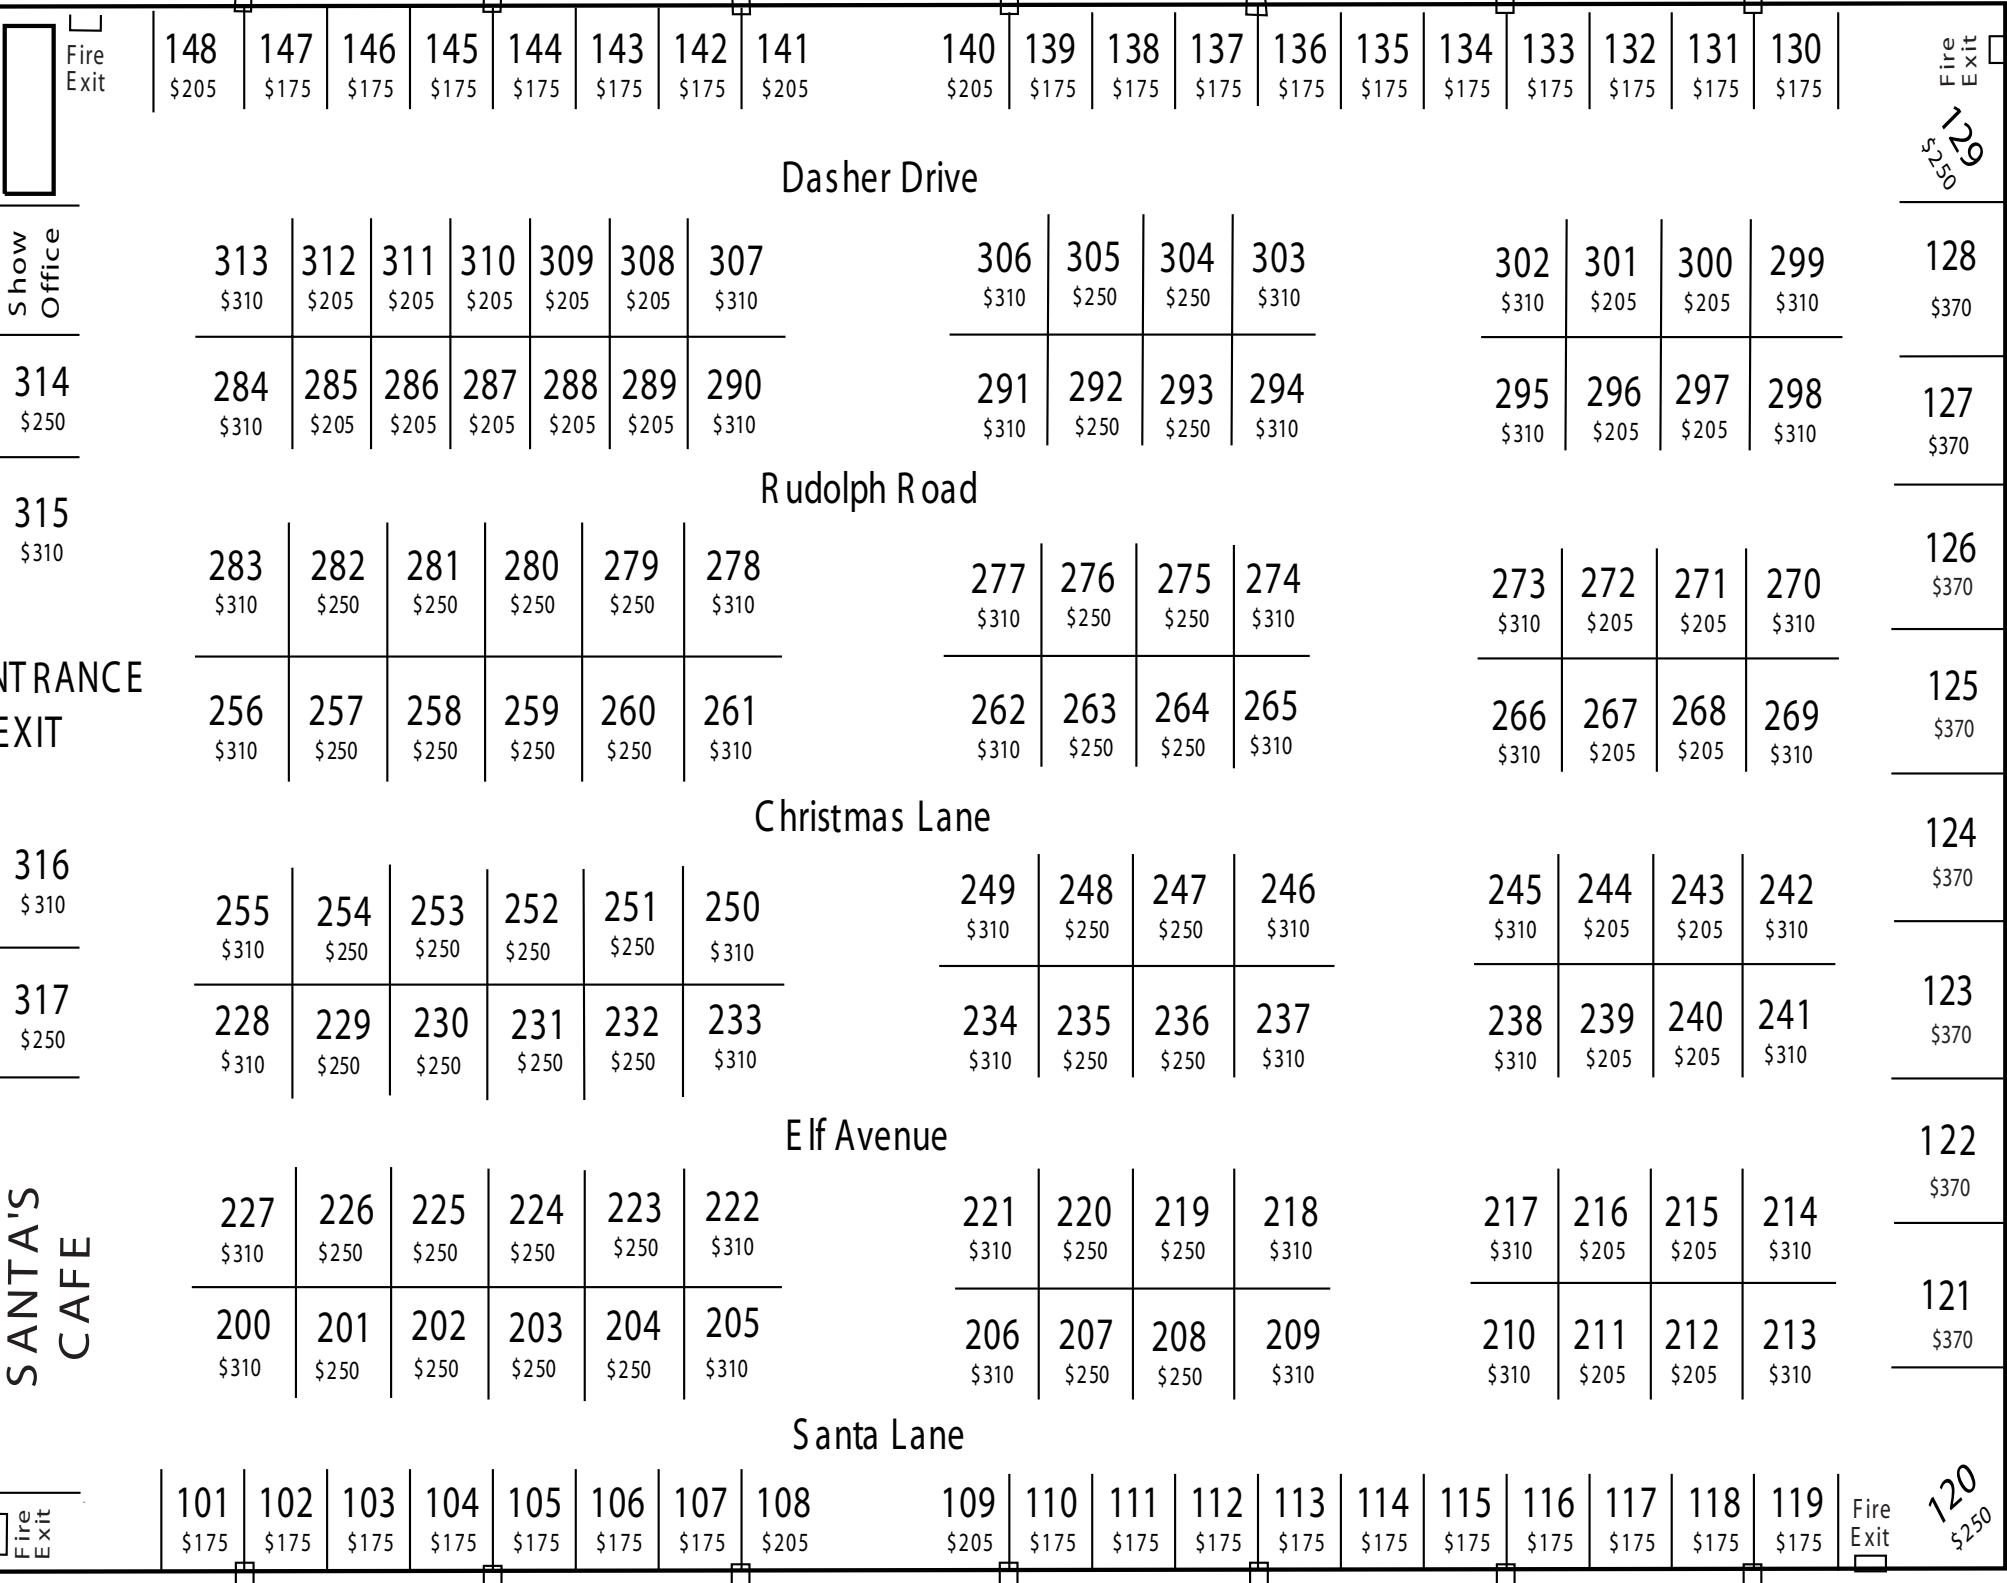 Fire Exit
148 147 146 145 144 143 142 141 140 139 138 137 136 135 134 133 132 131 130
$205 $175 $175 $175 $175 $175 $175 $205 $205 $175 $175 $175 $175 $175 $175 $175 $175 $175 $175
Fire Exit
129
$250
Dasher Drive
Show Office
313 312 311 310 309 308 307 306 305 304 303 302 301 300 299 128
$310 $205 $205 $205 $205 $205 $310 $310 $250 $250 $310 $310 $205 $205 $310 $370
314 284 285 286 287 288 289 290 291 292 293 294 295 296 297 298 127
$250 $310 $205 $205 $205 $205 $205 $310 $310 $250 $250 $310 $310 $205 $205 $310 $370
Rudolph Road
315
$310
283 282 281 280 279 278 277 276 275 274 273 272 271 270 126
$310 $250 $250 $250 $250 $310 $310 $250 $250 $310 $310 $205 $205 $310 $370
NTRANCE
EXIT
256 257 258 259 260 261 262 263 264 265 266 267 268 269 125
$310 $250 $250 $250 $250 $310 $310 $250 $250 $310 $310 $205 $205 $310 $370
Christmas Lane
316 255 254 253 252 251 250 249 248 247 246 245 244 243 242 124
$310 $310 $250 $250 $250 $250 $310 $310 $250 $250 $310 $310 $205 $205 $310 $370
317 228 229 230 231 232 233 234 235 236 237 238 239 240 241 123
$250 $310 $250 $250 $250 $250 $310 $310 $250 $250 $310 $310 $205 $205 $310 $370
Elf Avenue
SANTA'S
CAFE
227 226 225 224 223 222 221 220 219 218 217 216 215 214 122
$310 $250 $250 $250 $250 $310 $310 $250 $250 $310 $310 $205 $205 $310 $370
200 201 202 203 204 205 206 207 208 209 210 211 212 213 121
$310 $250 $250 $250 $250 $310 $310 $250 $250 $310 $310 $205 $205 $310 $370
Santa Lane
Fire Exit
101 102 103 104 105 106 107 108 109 110 111 112 113 114 115 116 117 118 119
$175 $175 $175 $175 $175 $175 $175 $205 $205 $175 $175 $175 $175 $175 $175 $175 $175 $175 $175
Fire
Exit
120
$250